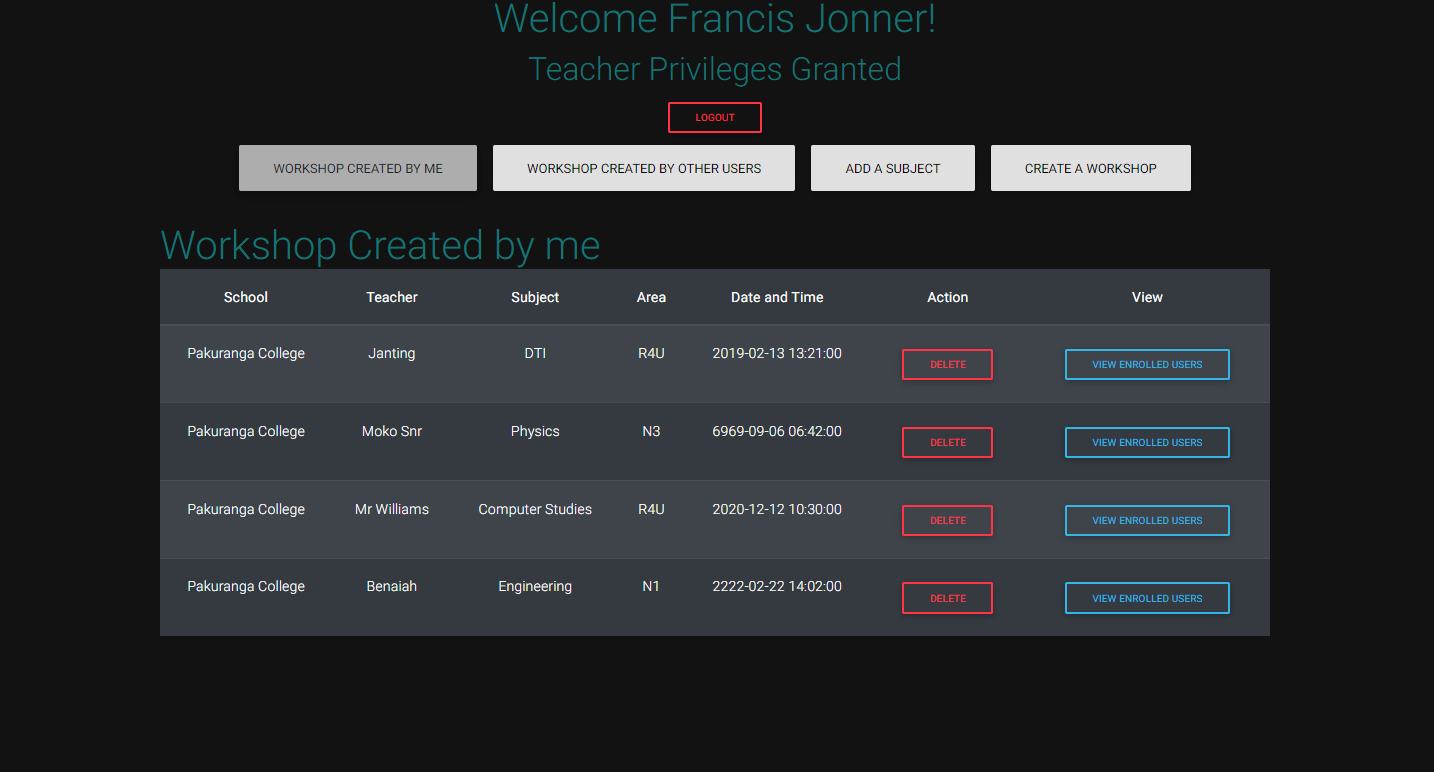 Welcome Francis Jonner!
Teacher Privileges Granted
LOGOUT
WORKSHOP CREATED BY ME WORKSHOP CREATED BY OTHER USERS ADD A SUBJECT CREATE A WORKSHOP
Workshop Created by me
School Teacher Subject Area Date and Time Action View
Pakuranga College Janting DTI R4U 2019-02-13 13:21:00 DELETE VIEW ENROLLED USERS
Pakuranga College Moko Snr Physics N3 6969-09-06 06:42:00 DELETE VIEW ENROLLED USERS
Pakuranga College Mr Williams Computer Studies R4U 2020-12-12 10:30:00 DELETE VIEW ENROLLED USERS
Pakuranga College Benaiah Engineering N1 2222-02-22 14:02:00 DELETE VIEW ENROLLED USERS